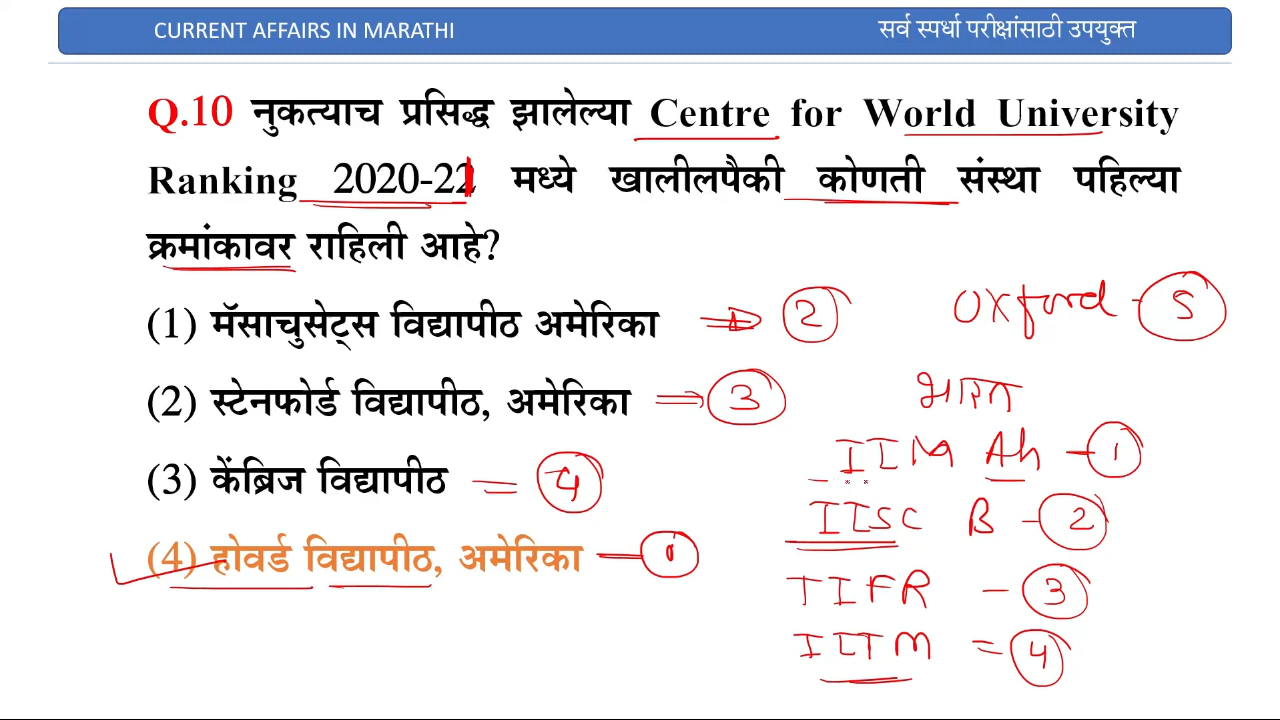 CURRENT AFFAIRS IN MARATHI
सर्व स्पर्धा परीक्षांसाठी उपयुक्त
Q.10 नुकत्याच प्रसिद्ध झालेल्या Centre for World University
Ranking 2020-21 मध्ये खालीलपैकी कोणती संस्था पहिल्या
क्रमांकावर राहिली आहे?
(1) मॅसाचुसेट्स विद्यापीठ अमेरिका → 2
Oxford - 5
(2) स्टेनफोर्ड विद्यापीठ, अमेरिका ⇒ 3
भारत
(3) केंब्रिज विद्यापीठ = 4
IIM Ah - 1
IISC B - 2
(4) होवर्ड विद्यापीठ, अमेरिका - 1
TIFR - 3
IITM = 4